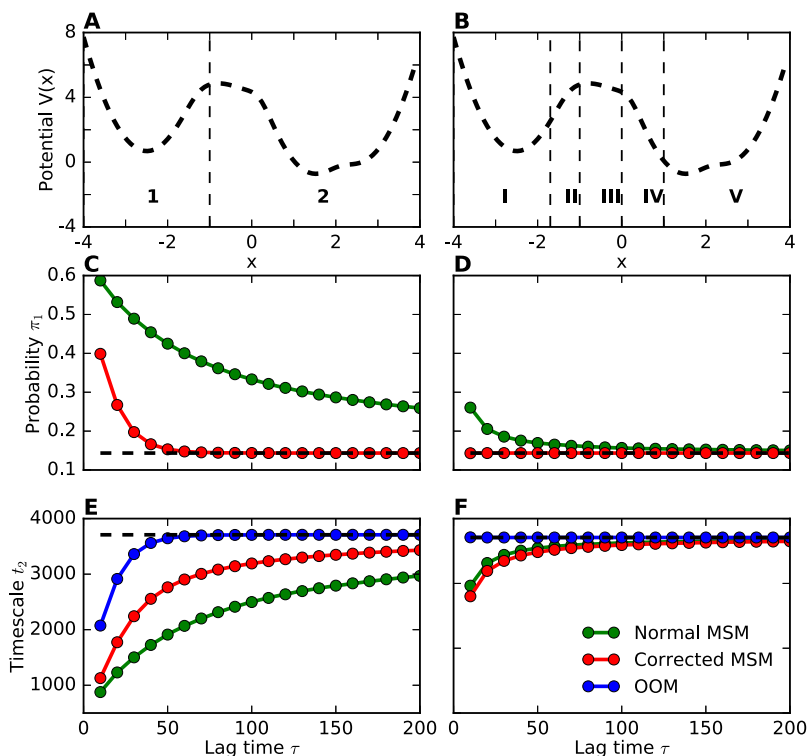 A
B
8
4
0
-4
Potential V(x)
1
2
I
II
III
IV
V
-4
-2
0
2
4
-4
-2
0
2
4
x
x
C
D
0.6
0.5
0.4
0.3
0.2
0.1
Probability π₁
E
F
4000
3000
2000
1000
Timescale t₂
Normal MSM
Corrected MSM
OOM
0
50
100
150
200
0
50
100
150
200
Lag time τ
Lag time τ